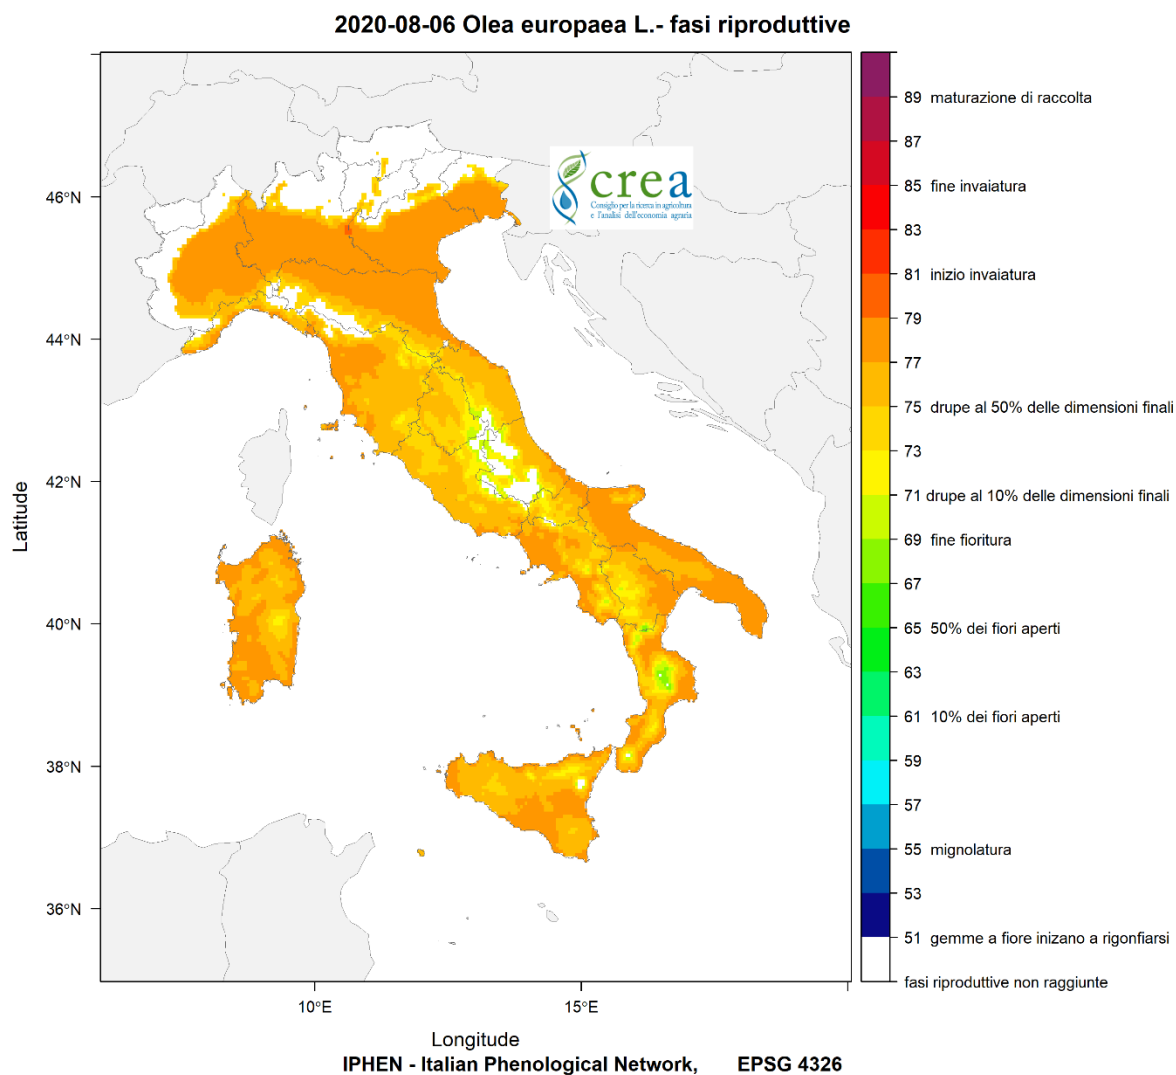 2020-08-06 Olea europaea L.- fasi riproduttive
crea
Consiglio per la ricerca in agricoltura
e l'analisi dell'economia agraria
Latitude
46°N
44°N
42°N
40°N
38°N
36°N
10°E
15°E
Longitude
IPHEN - Italian Phenological Network, EPSG 4326
89 maturazione di raccolta
87
85 fine invaiatura
83
81 inizio invaiatura
79
77
75 drupe al 50% delle dimensioni finali
73
71 drupe al 10% delle dimensioni finali
69 fine fioritura
67
65 50% dei fiori aperti
63
61 10% dei fiori aperti
59
57
55 mignolatura
53
51 gemme a fiore inizano a rigonfiarsi
fasi riproduttive non raggiunte